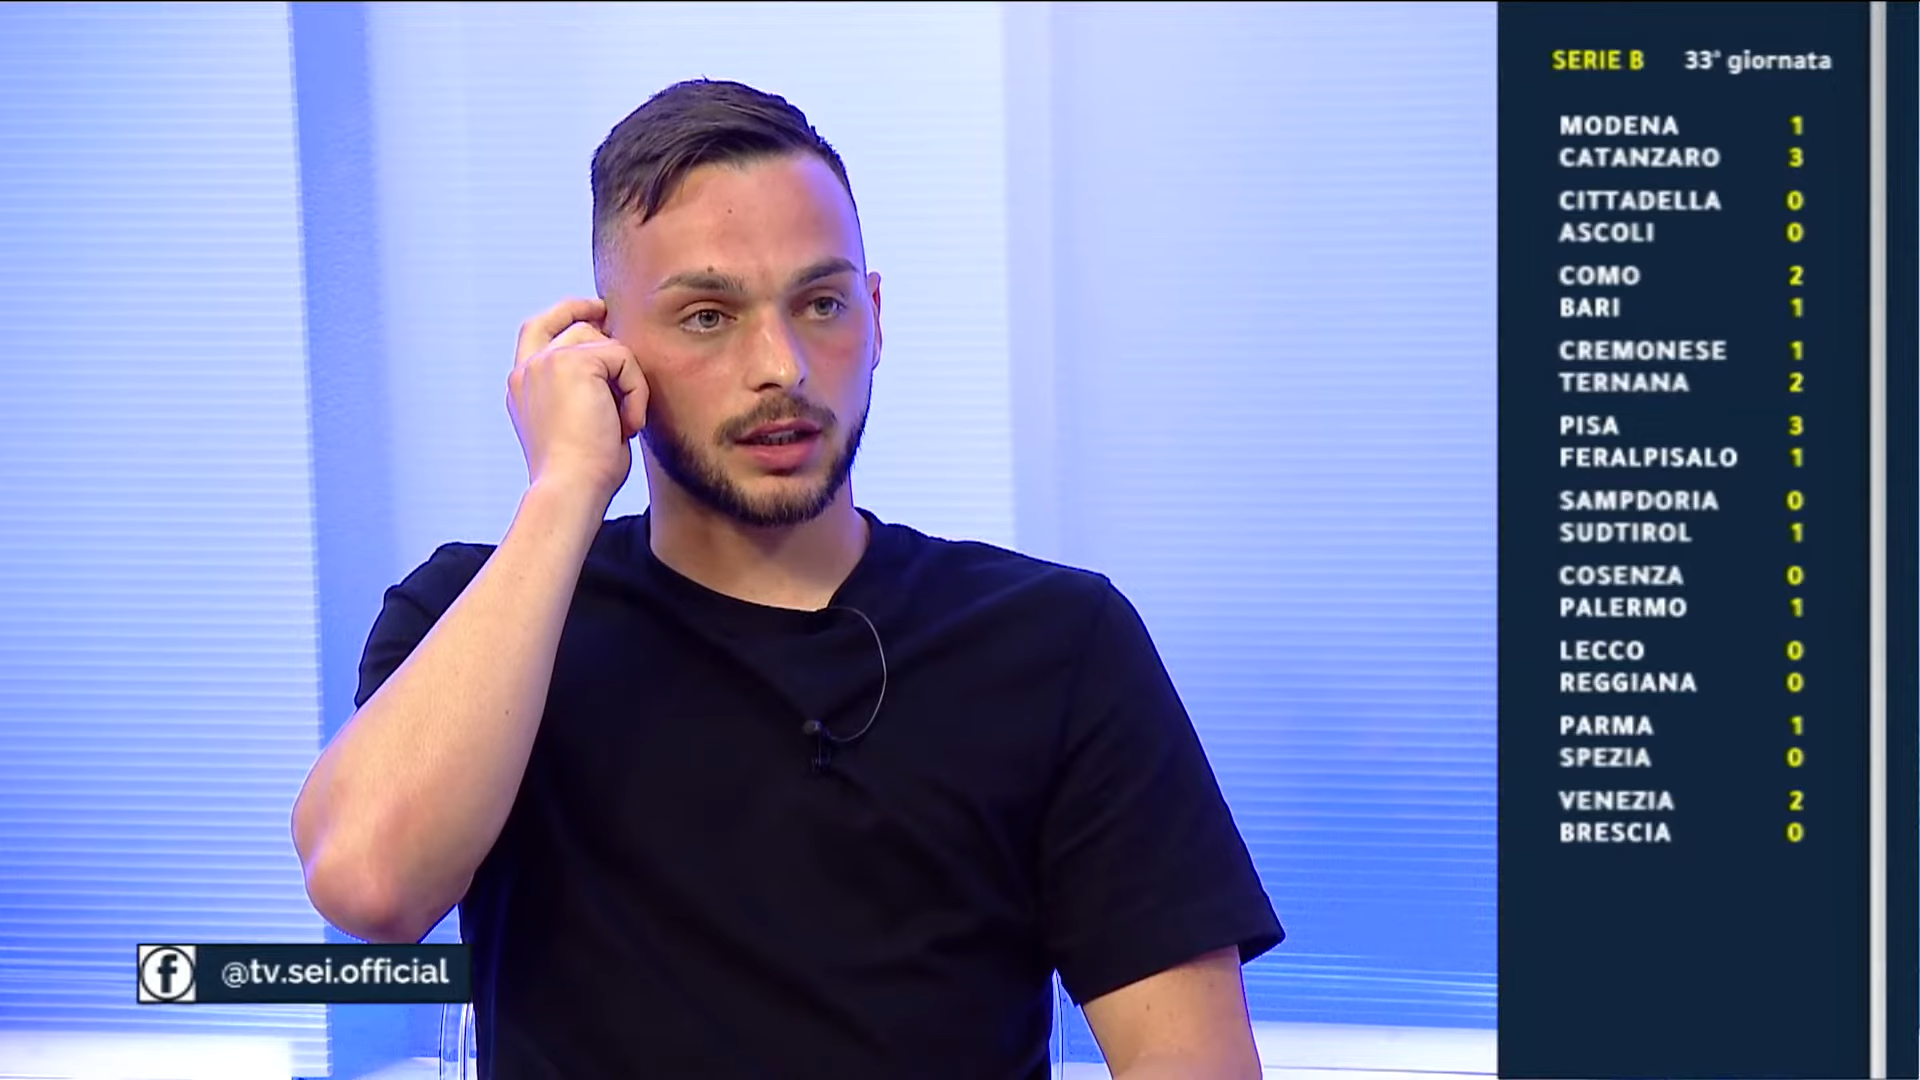 SERIE B 33ª giornata
MODENA 1
CATANZARO 3
CITTADELLA 0
ASCOLI 0
COMO 2
BARI 1
CREMONESE 1
TERNANA 2
PISA 3
FERALPISALO 1
SAMPDORIA 0
SUDTIROL 1
COSENZA 0
PALERMO 1
LECCO 0
REGGIANA 0
PARMA 1
SPEZIA 0
VENEZIA 2
BRESCIA 0
f @tv.sei.official